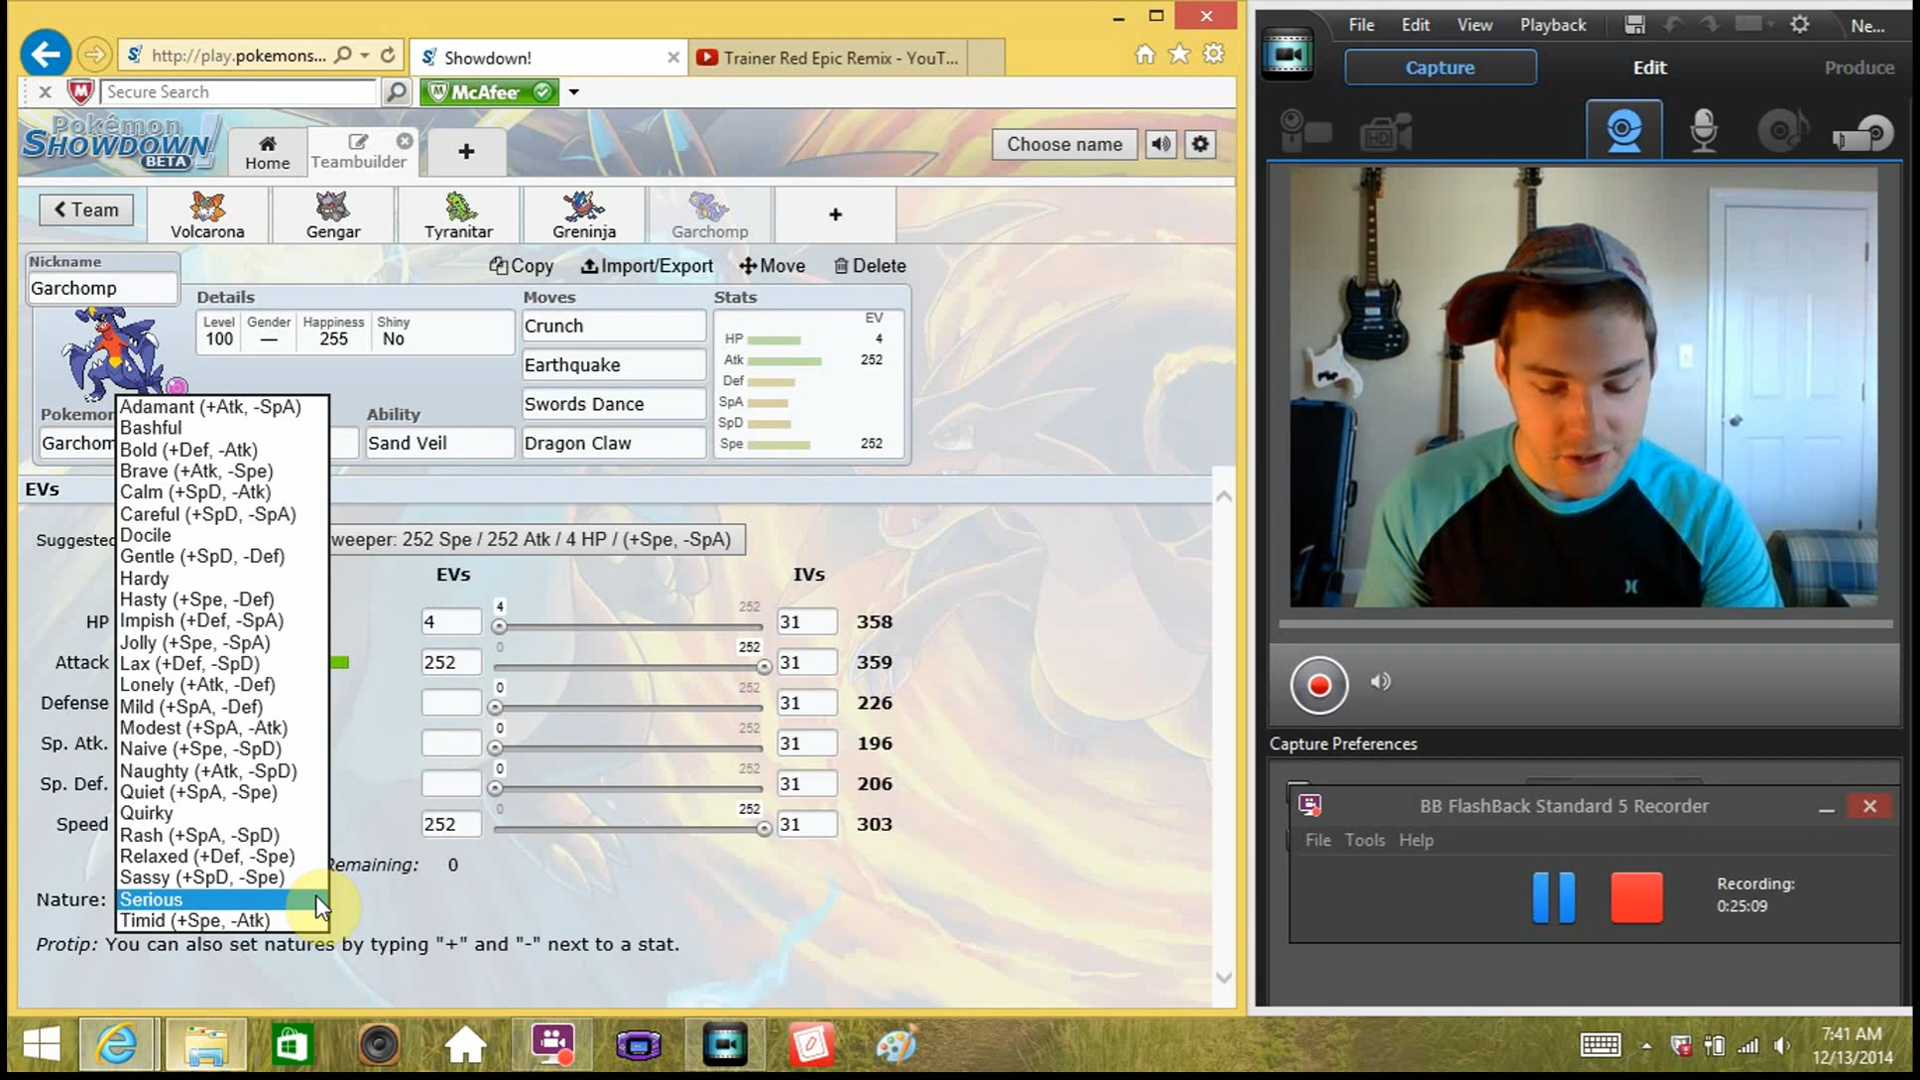 http://play.pokemons...
Showdown!
Trainer Red Epic Remix - YouT...
File Edit View Playback Ne...
Capture Edit Produce
Secure Search
McAfee
Pokémon
SHOWDOWN!
BETA
Home
Teambuilder
Choose name
Team
Volcarona
Gengar
Tyranitar
Greninja
Garchomp
Nickname
Garchomp
Copy Import/Export Move Delete
Details
Level Gender Happiness Shiny
100 — 255 No
Moves
Crunch
Earthquake
Swords Dance
Dragon Claw
Stats
EV
HP 4
Atk 252
Def
SpA
SpD
Spe 252
Pokemon
Garchom
Ability
Sand Veil
EVs
Suggested
weeper: 252 Spe / 252 Atk / 4 HP / (+Spe, -SpA)
Adamant (+Atk, -SpA)
Bashful
Bold (+Def, -Atk)
Brave (+Atk, -Spe)
Calm (+SpD, -Atk)
Careful (+SpD, -SpA)
Docile
Gentle (+SpD, -Def)
Hardy
Hasty (+Spe, -Def)
Impish (+Def, -SpA)
Jolly (+Spe, -SpA)
Lax (+Def, -SpD)
Lonely (+Atk, -Def)
Mild (+SpA, -Def)
Modest (+SpA, -Atk)
Naive (+Spe, -SpD)
Naughty (+Atk, -SpD)
Quiet (+SpA, -Spe)
Quirky
Rash (+SpA, -SpD)
Relaxed (+Def, -Spe)
Sassy (+SpD, -Spe)
Serious
Timid (+Spe, -Atk)
EVs IVs
4 252
HP 4 31 358
0 252
Attack 252 31 359
0 252
Defense 31 226
0 252
Sp. Atk. 31 196
0 252
Sp. Def. 31 206
0 252
Speed 252 31 303
Remaining: 0
Nature:
Protip: You can also set natures by typing "+" and "-" next to a stat.
HD
Capture Preferences
BB FlashBack Standard 5 Recorder
File Tools Help
Recording:
0:25:09
7:41 AM
12/13/2014